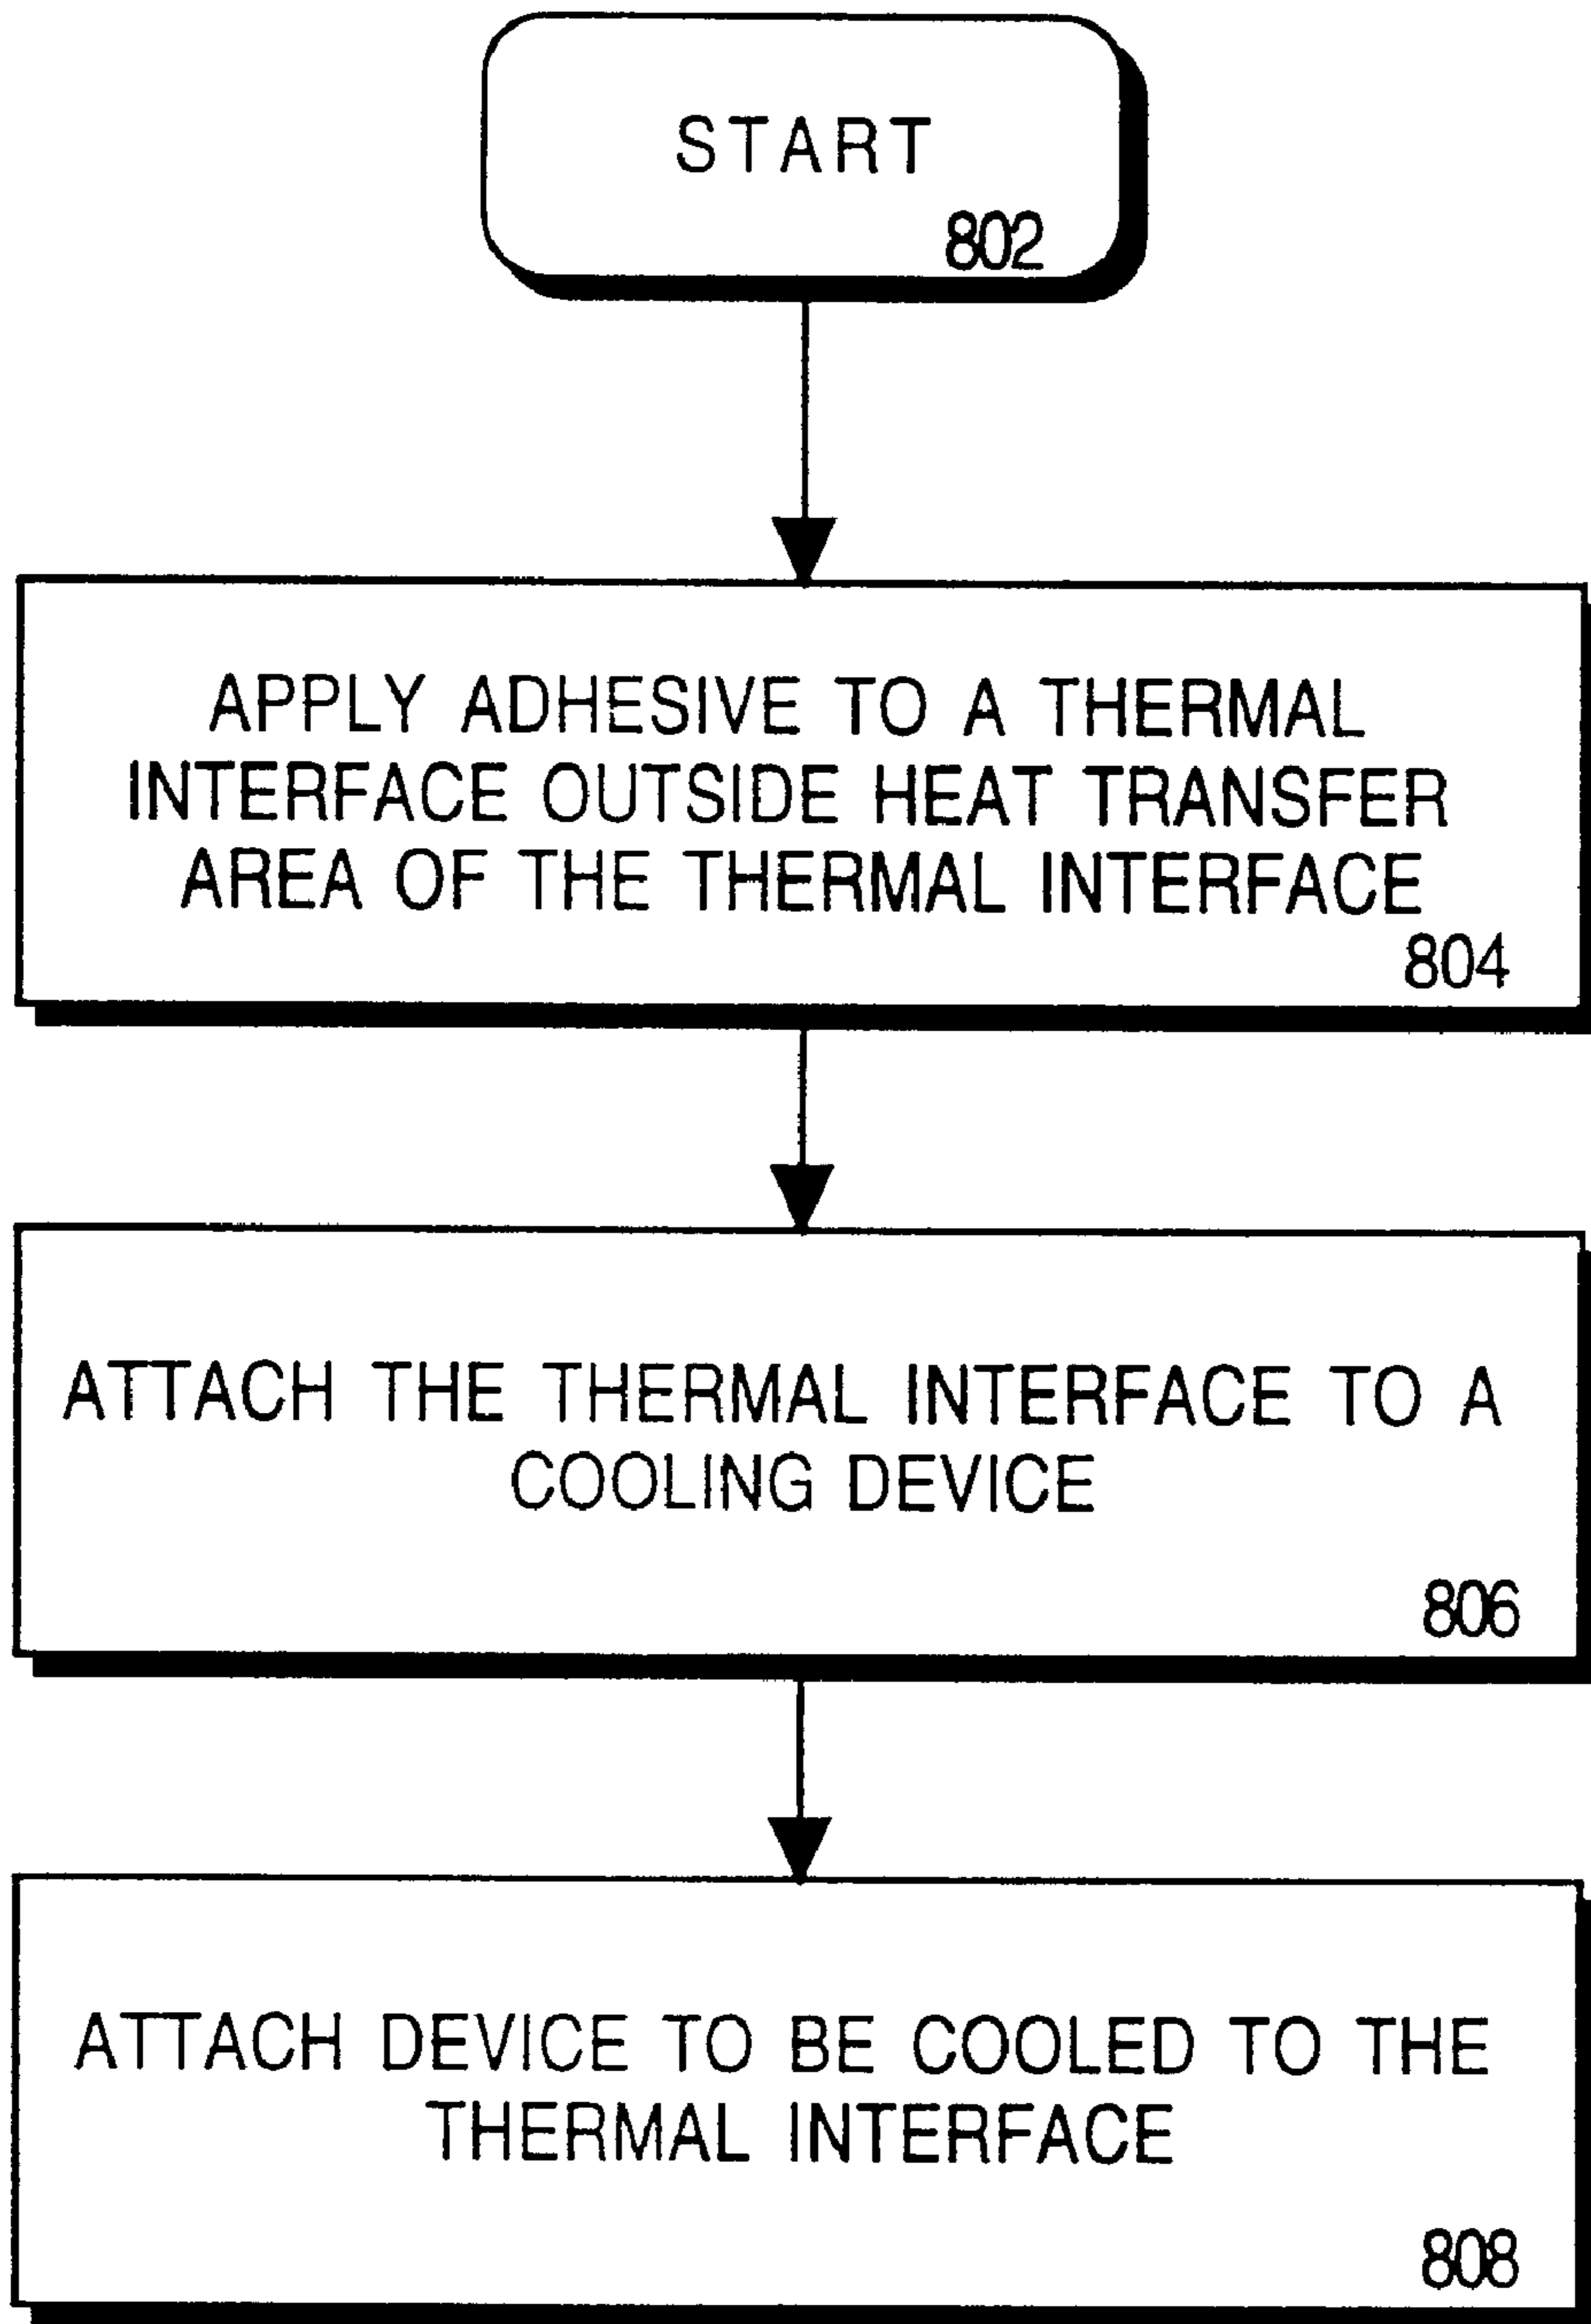 START
802
APPLY ADHESIVE TO A THERMAL
INTERFACE OUTSIDE HEAT TRANSFER
AREA OF THE THERMAL INTERFACE
804
ATTACH THE THERMAL INTERFACE TO A
COOLING DEVICE
806
ATTACH DEVICE TO BE COOLED TO THE
THERMAL INTERFACE
808